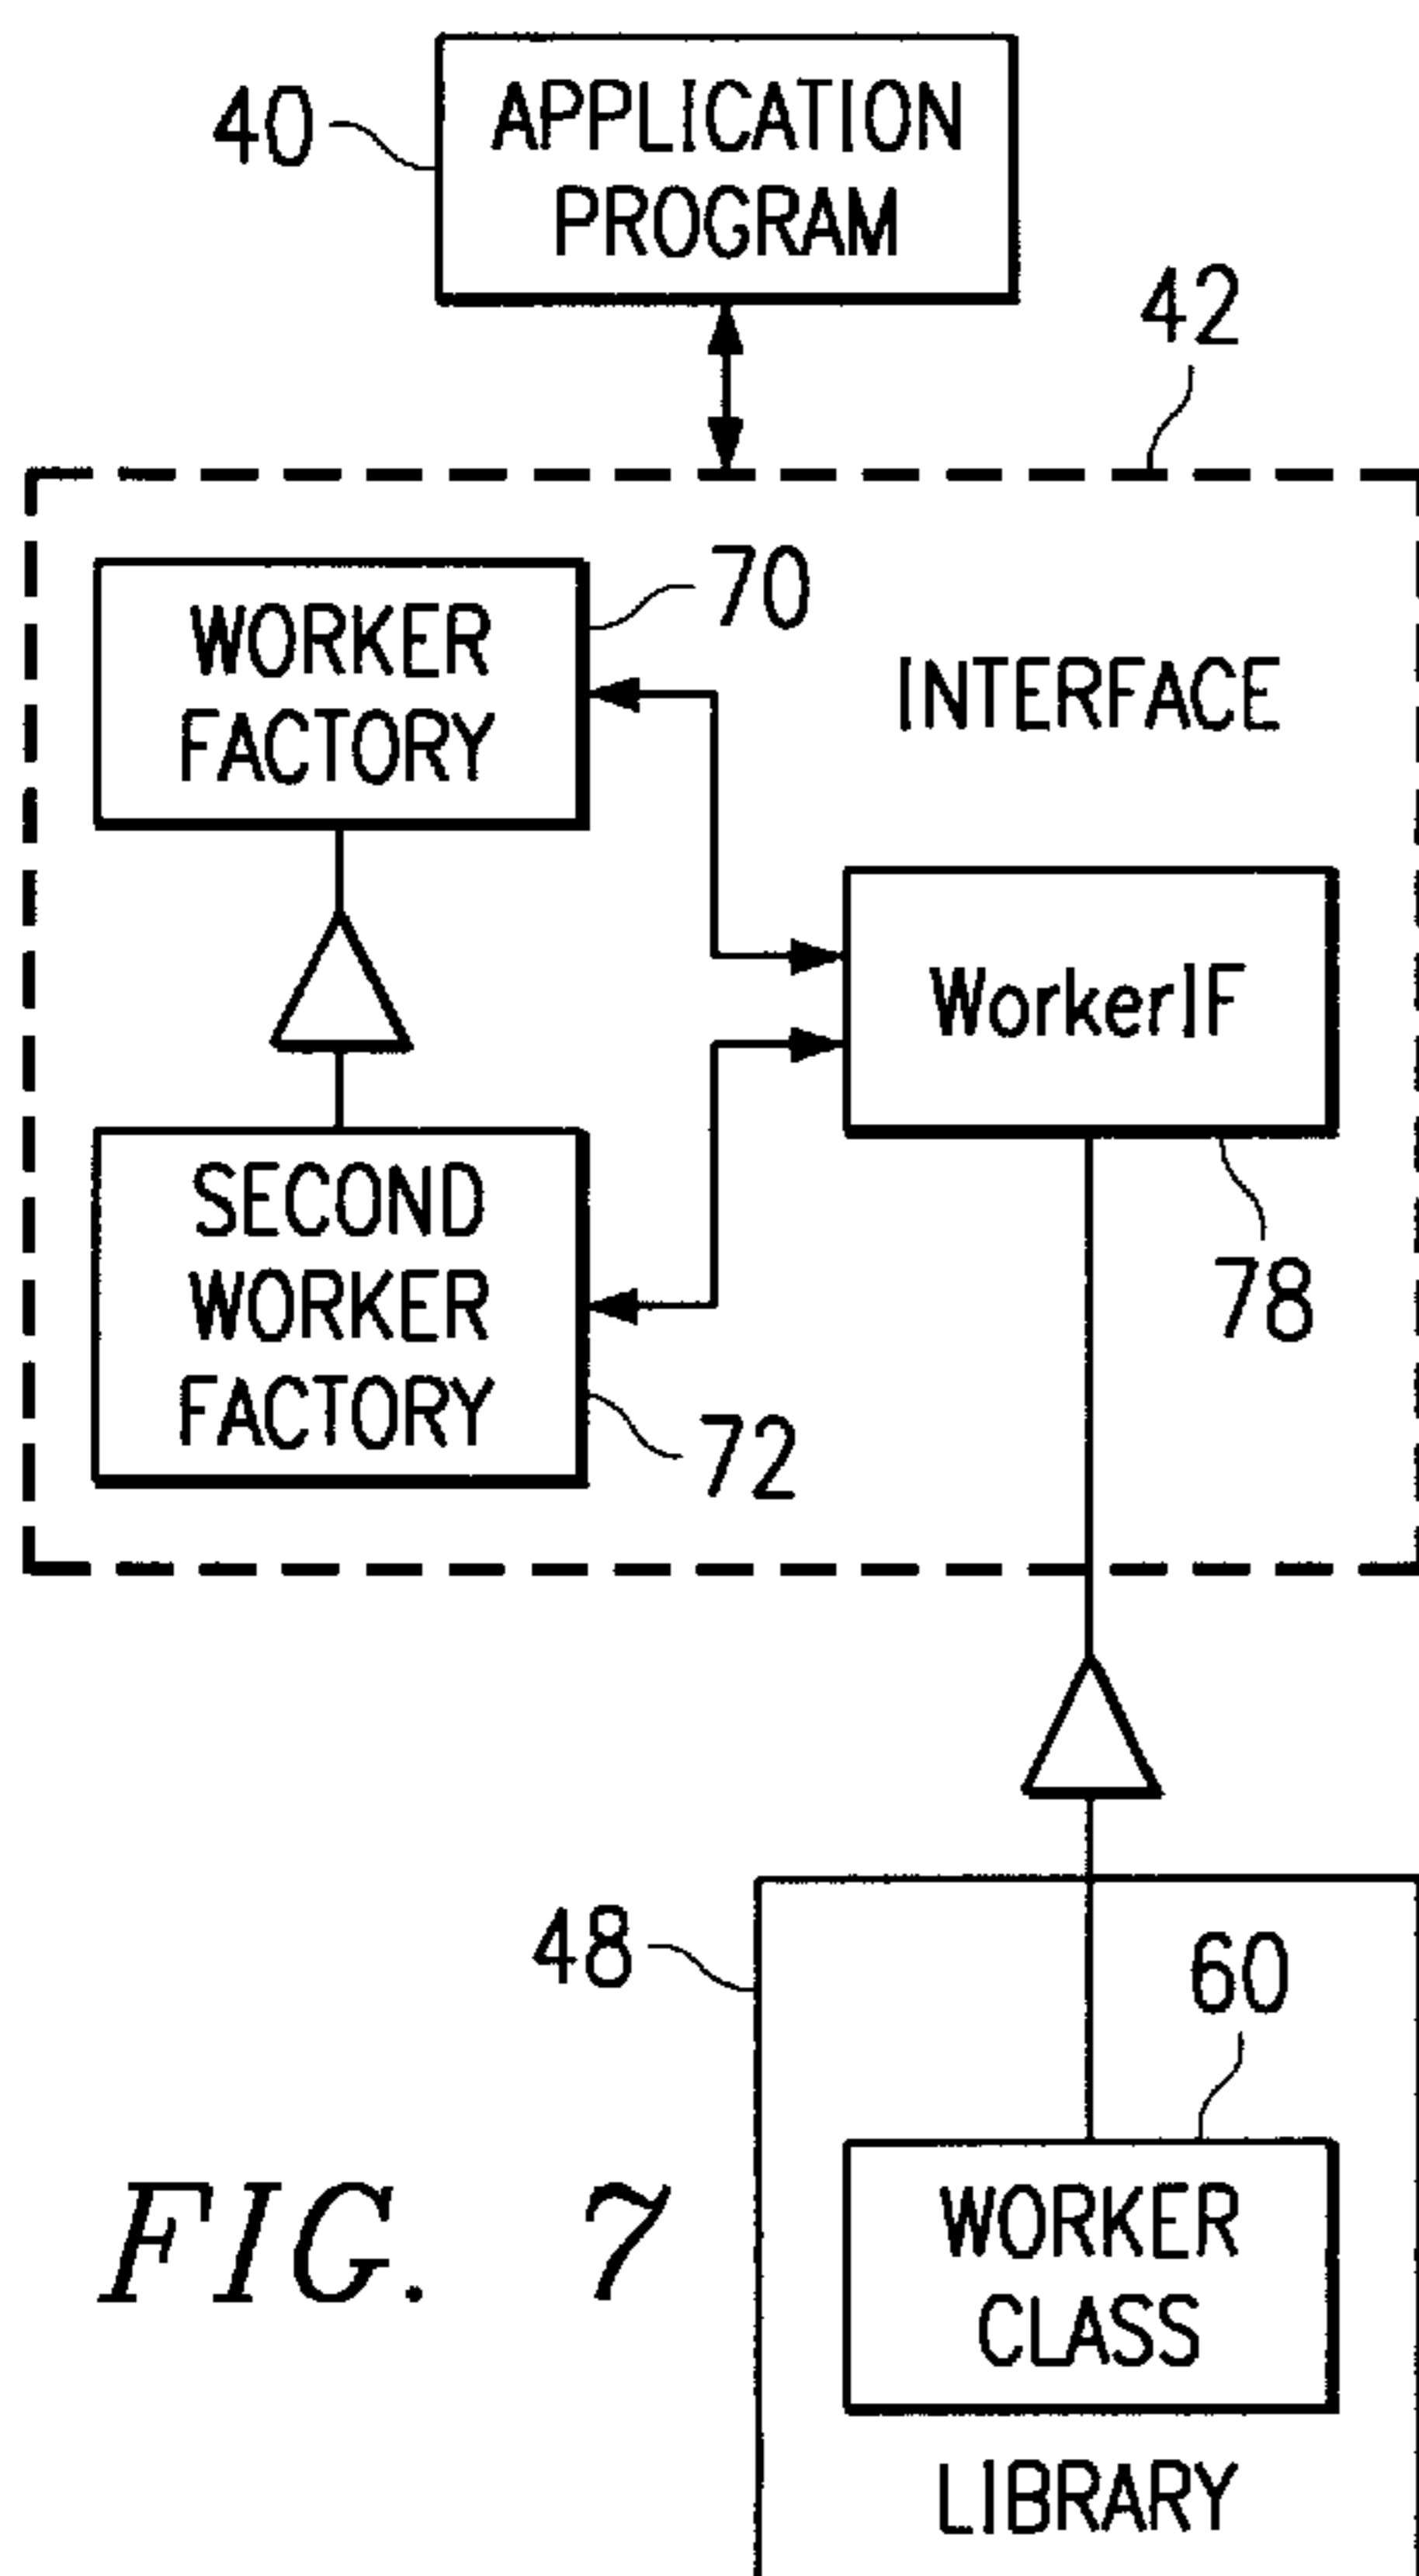 40
APPLICATION
PROGRAM
42
WORKER
FACTORY
70
INTERFACE
WorkerIF
78
SECOND
WORKER
FACTORY
72
48
60
WORKER
CLASS
LIBRARY
FIG. 7